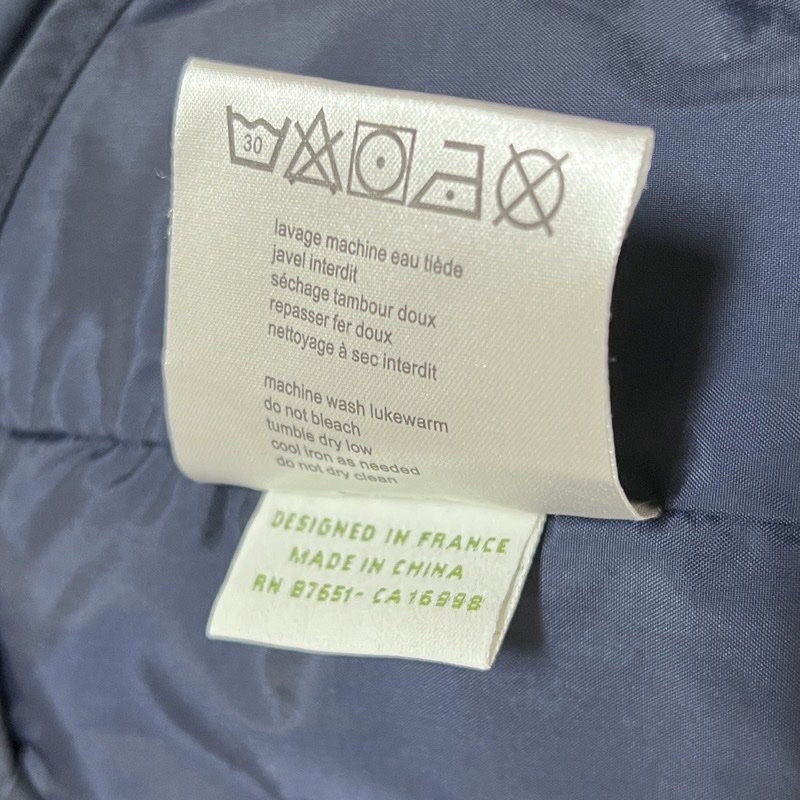 30
lavage machine eau tiède
javel interdit
séchage tambour doux
repasser fer doux
nettoyage à sec interdit
machine wash lukewarm
do not bleach
tumble dry low
cool iron as needed
do not dry clean
DESIGNED IN FRANCE
MADE IN CHINA
RN 87651- CA 16998